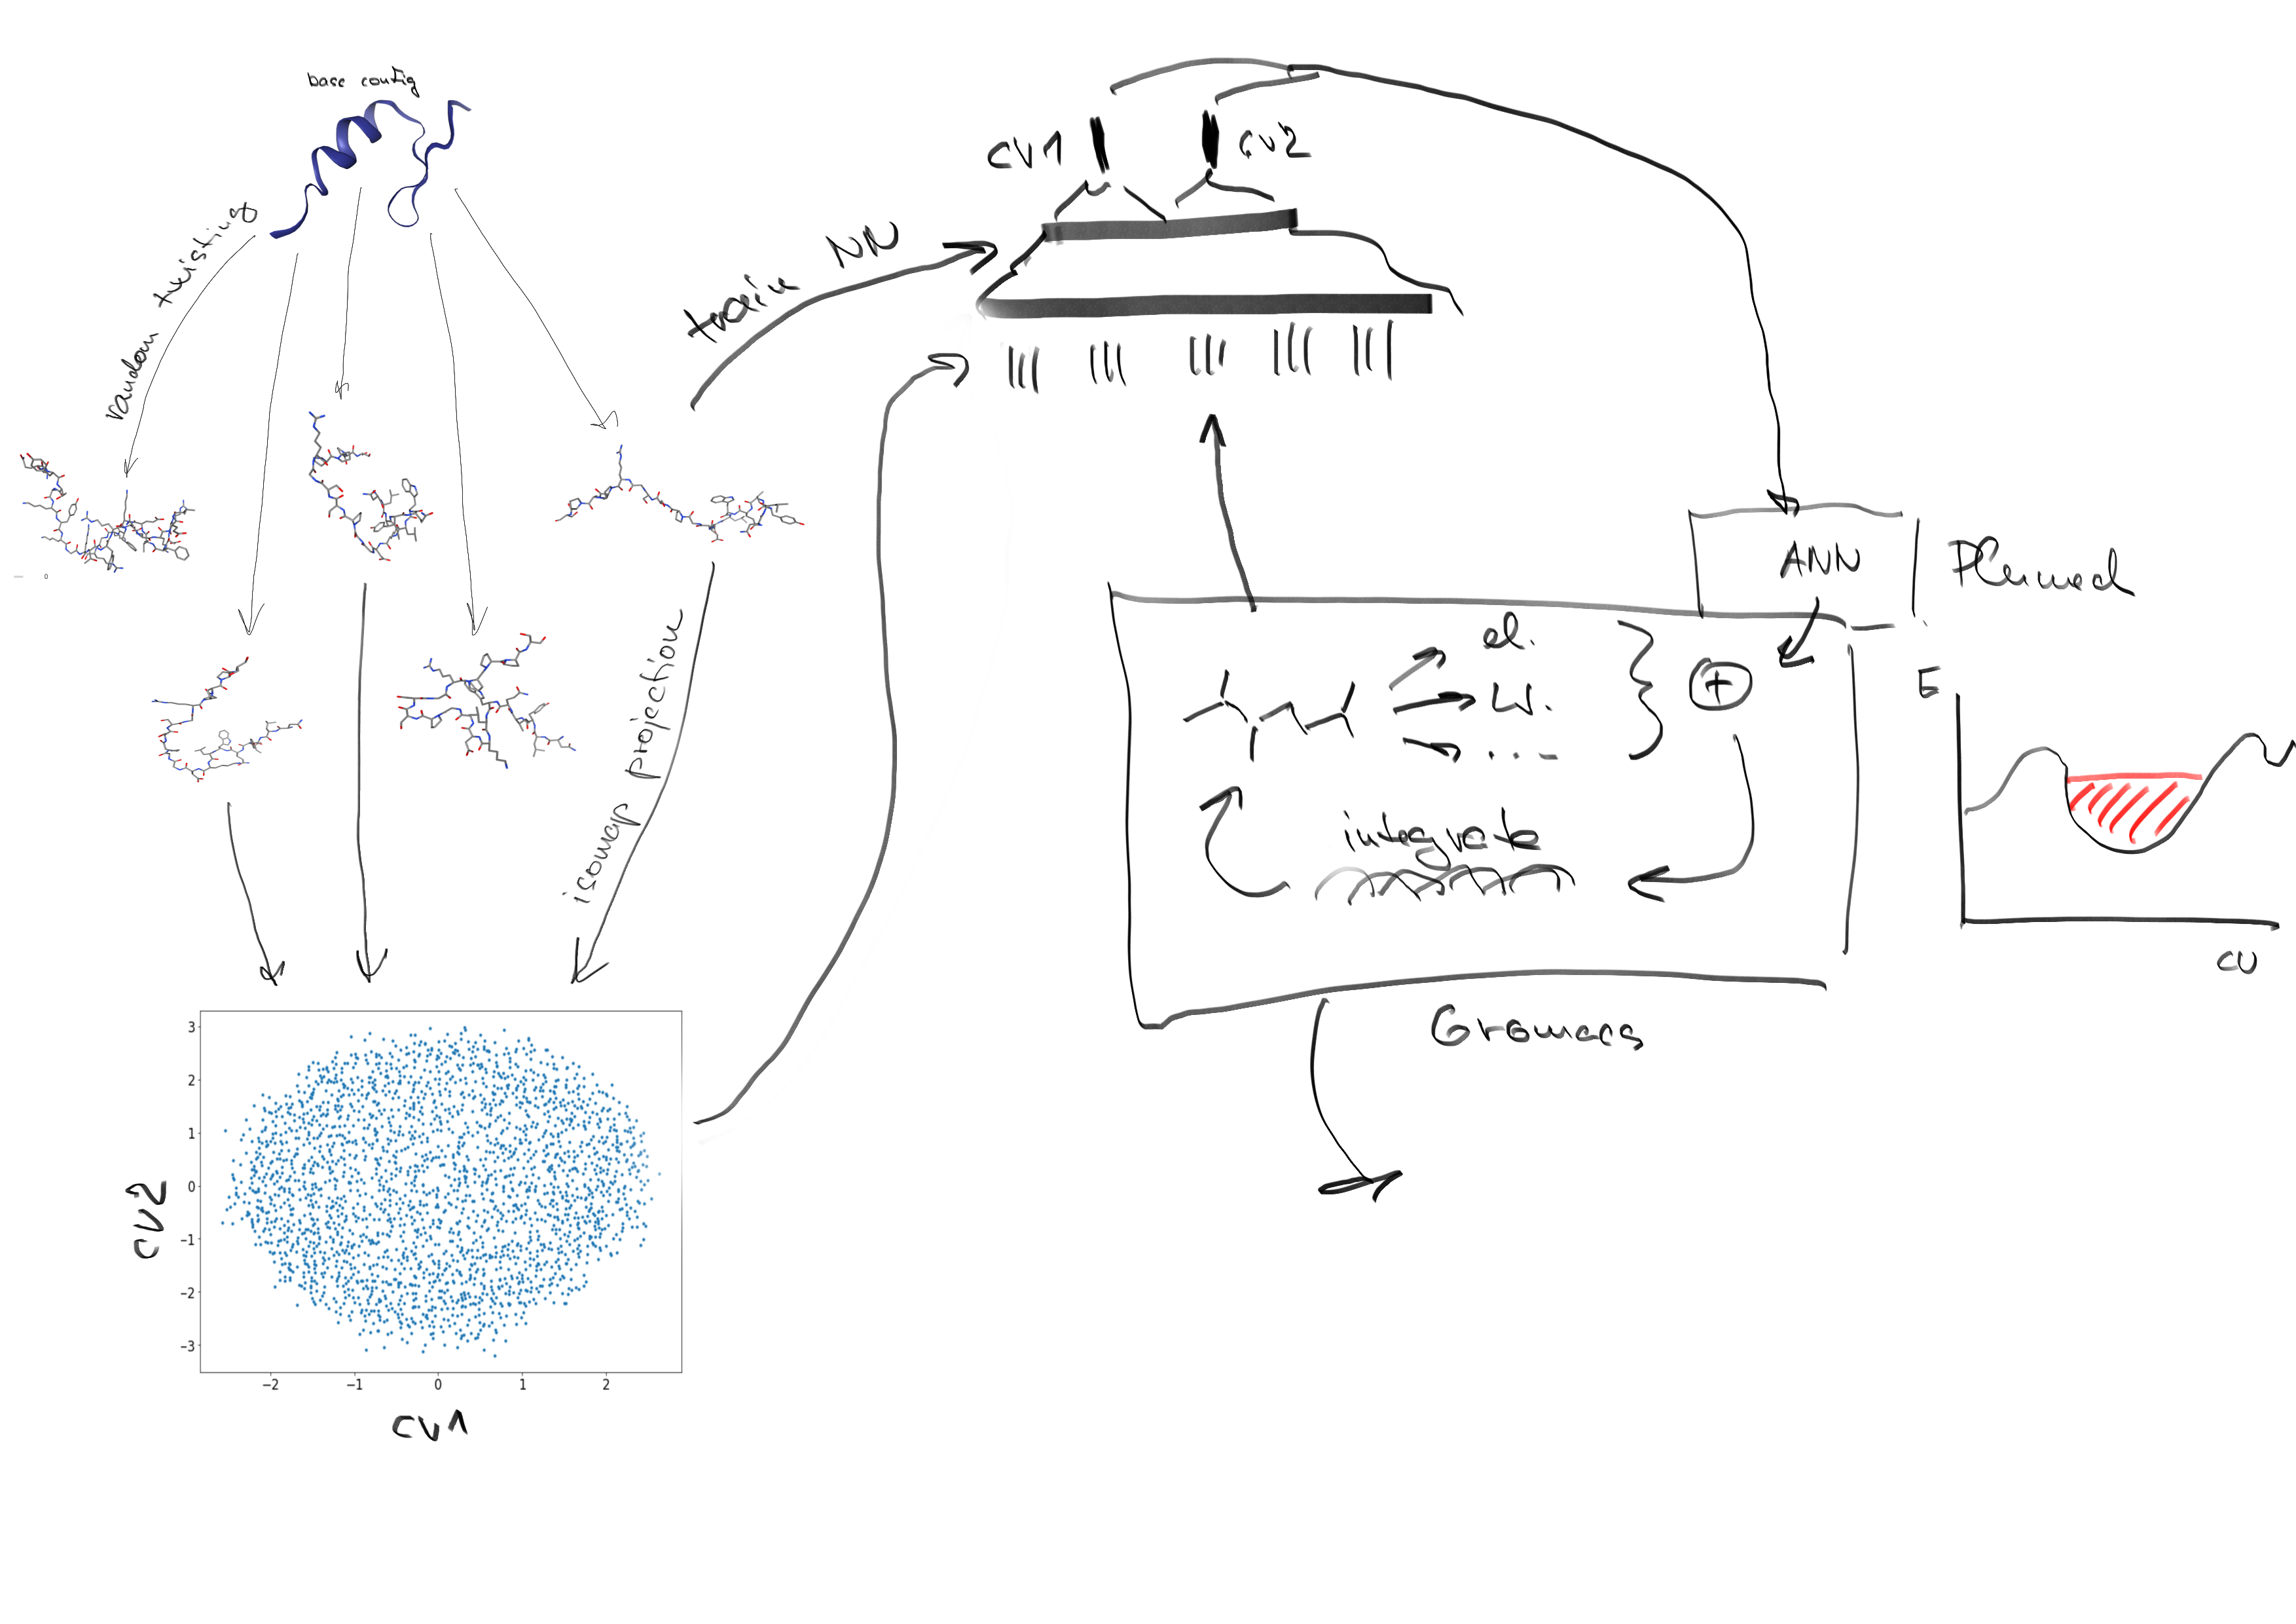 base config
random twisting
isomap projection
train NN
CV1
CV2
ANN
Plumed
el.
W.
...
+
integrate
Gromacs
E
CV
3
2
1
0
-1
-2
-3
-2
-1
0
1
2
CV2
CV1